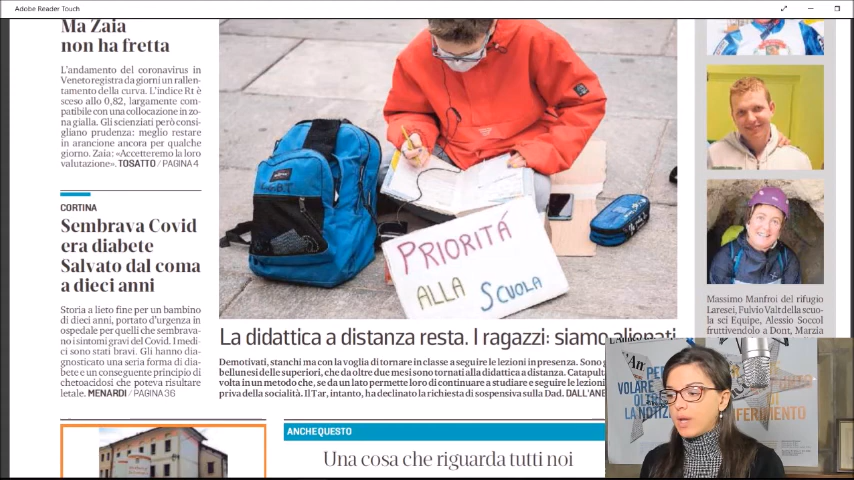 Adobe Reader Touch
Ma Zaia
non ha fretta
L'andamento del coronavirus in
Veneto registra da giorni un rallen-
tamento della curva. L'indice Rt è
sceso allo 0,82, largamente com-
patibile con una collocazione in zo-
na gialla. Gli scienziati però consi-
gliano prudenza: meglio restare
in arancione ancora per qualche
giorno. Zaia: «Accetteremo la loro
valutazione». TOSATTO / PAGINA 4
CORTINA
Sembrava Covid
era diabete
Salvato dal coma
a dieci anni
Storia a lieto fine per un bambino
di dieci anni, portato d'urgenza in
ospedale per quelli che sembrava-
no i sintomi gravi del Covid. I medi-
ci sono stati bravi. Gli hanno dia-
gnosticato una seria forma di dia-
bete e un conseguente principio di
chetoacidosi che poteva risultare
letale. MENARDI / PAGINA 36
PRIORITÁ
ALLA SCUOLA
La didattica a distanza resta. I ragazzi: siamo alienati
Demotivati, stanchi ma con la voglia di tornare in classe a seguire le lezioni in presenza. Sono
bellunesi delle superiori, che da oltre due mesi sono tornati alla didattica a distanza. Catapult
volta in un metodo che, se da un lato permette loro di continuare a studiare e seguire le lezioni
priva della socialità. Il Tar, intanto, ha declinato la richiesta di sospensiva sulla Dad. DALL'ANE
ANCHE QUESTO
Una cosa che riguarda tutti noi
Massimo Manfroi del rifugio
Laresei, Fulvio Valt della scuo-
la sci Equipe, Alessio Soccol
fruttivendolo a Dont, Marzia
PER
VOLARE
OLTRE
LA NOTIZIA
DI